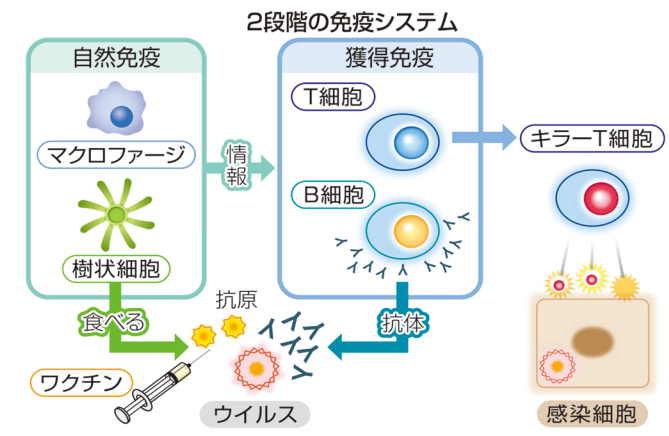 2段階の免疫システム
自然免疫
マクロファージ
樹状細胞
情報
獲得免疫
T細胞
B細胞
キラーT細胞
食べる
抗原
抗体
ワクチン
ウイルス
感染細胞